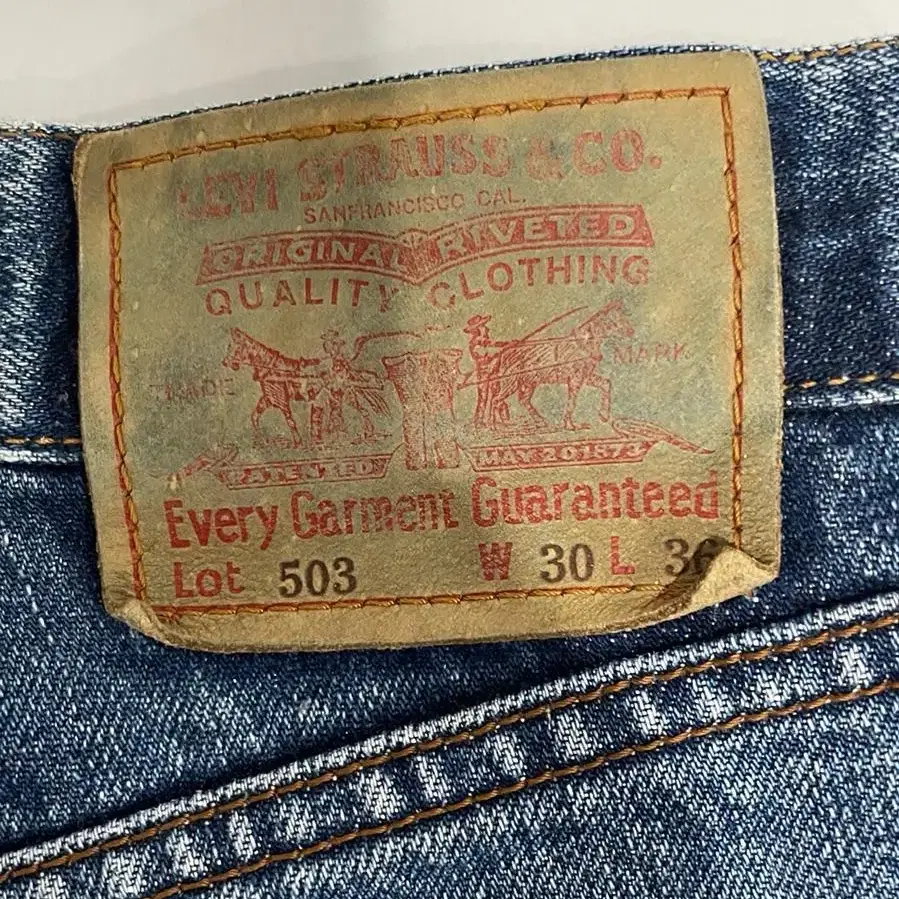 LEVI STRAUSS & CO.
SANFRANCISCO CAL.
ORIGINAL RIVETED
QUALITY CLOTHING
TRADE MARK
PATENTED MAY 20 1873
Every Garment Guaranteed
Lot 503 W 30 L 36